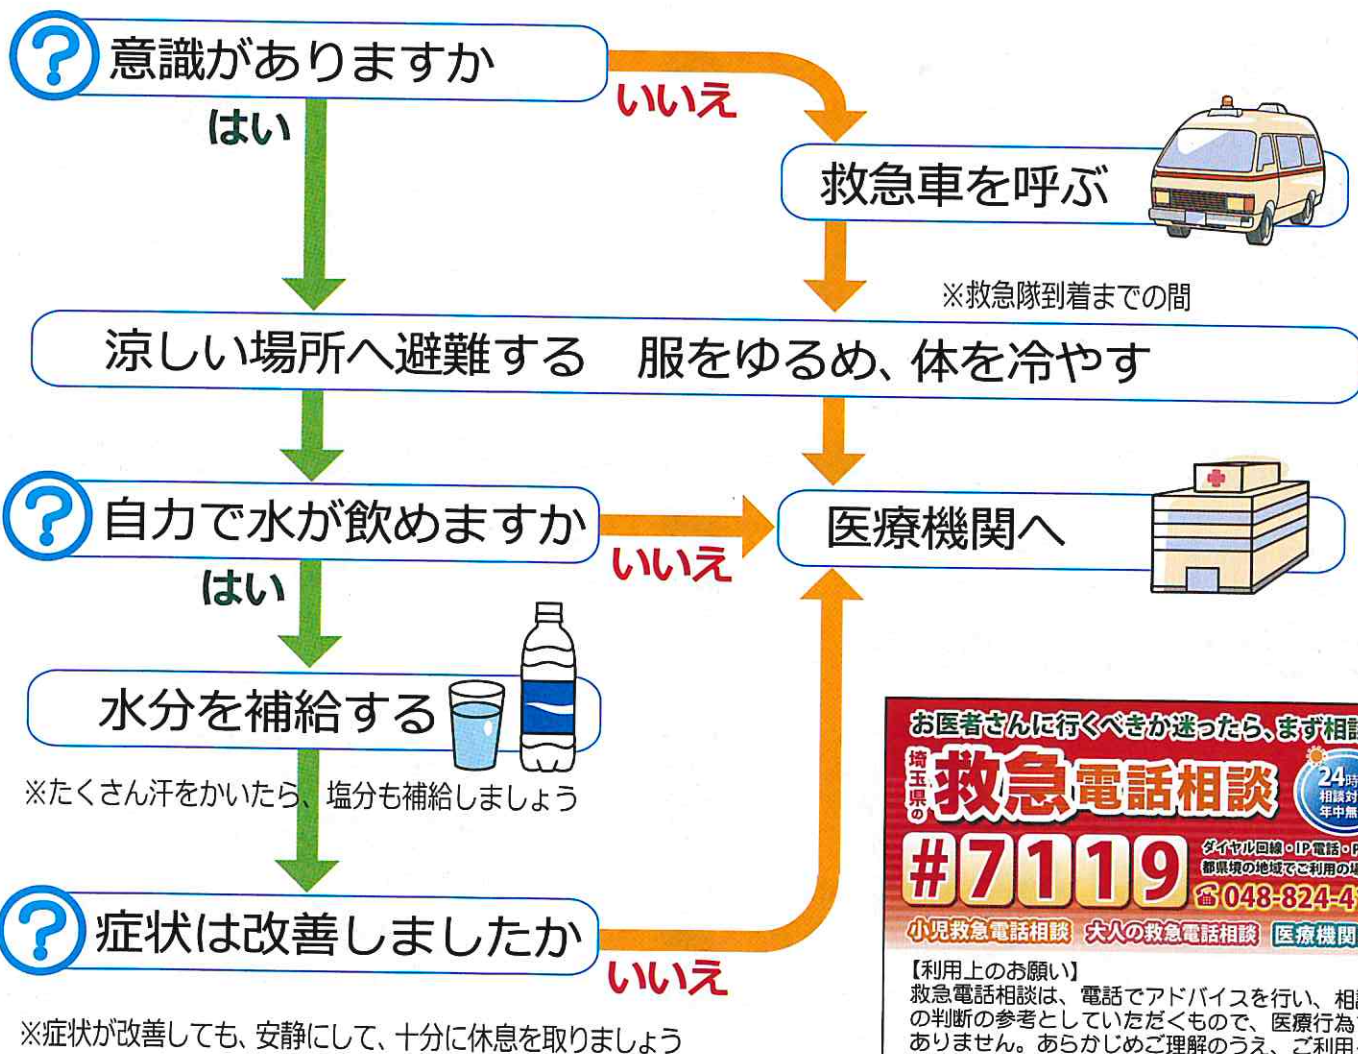 意識がありますか
はい
いいえ
救急車を呼ぶ
※救急隊到着までの間
涼しい場所へ避難する 服をゆるめ、体を冷やす
自力で水が飲めますか
いいえ
医療機関へ
はい
水分を補給する
※たくさん汗をかいたら、塩分も補給しましょう
症状は改善しましたか
いいえ
※症状が改善しても、安静にして、十分に休息を取りましょう
お医者さんに行くべきか迷ったら、まず相
埼玉県の
救急電話相談
24時
相談対
年中無
#7119
ダイヤル回線・IP電話・
都県境の地域でご利用の場
☎048-824-4
小児救急電話相談 大人の救急電話相談 医療機関
【利用上のお願い】
救急電話相談は、電話でアドバイスを行い、相
の判断の参考としていただくもので、医療行為
ありません。あらかじめご理解のうえ、ご利用